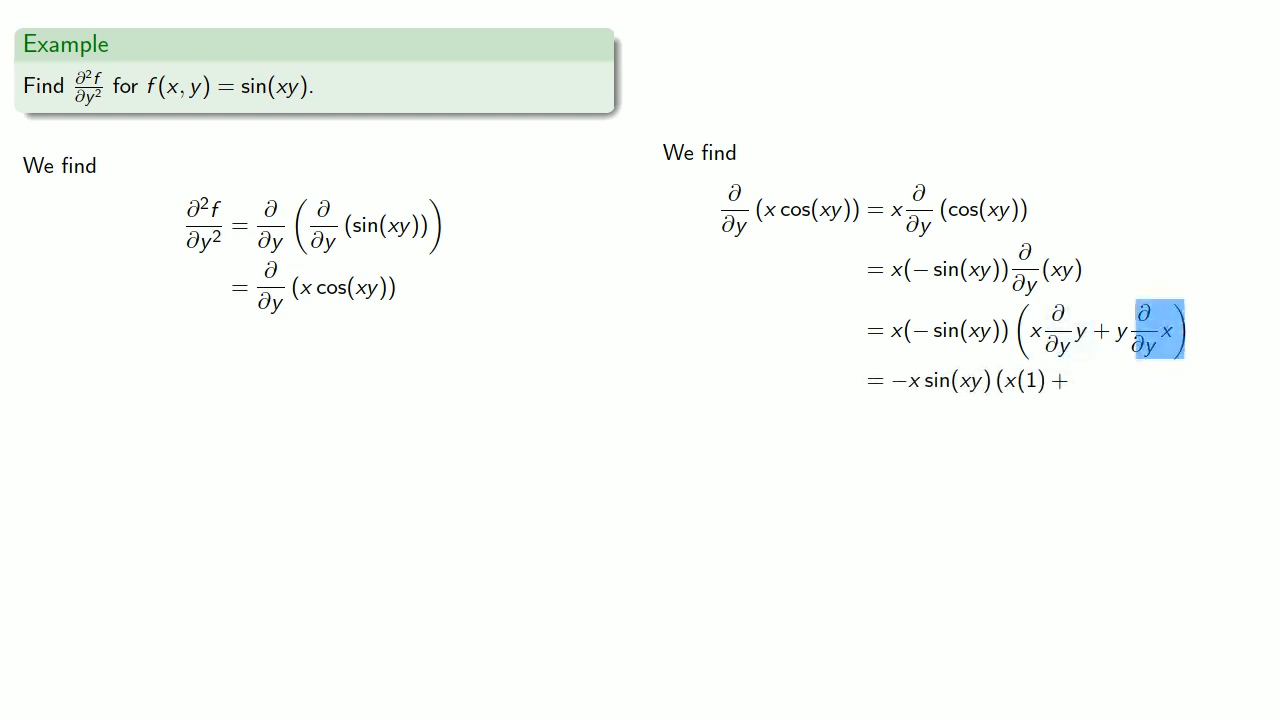 Example
Find ∂²f/∂y² for f(x, y) = sin(xy).
We find
∂²f/∂y² = ∂/∂y (∂/∂y (sin(xy)))
= ∂/∂y (x cos(xy))
We find
∂/∂y (x cos(xy)) = x ∂/∂y (cos(xy))
= x(− sin(xy)) ∂/∂y (xy)
= x(− sin(xy)) (x ∂/∂y y + y ∂/∂y x)
= −x sin(xy) (x(1) +